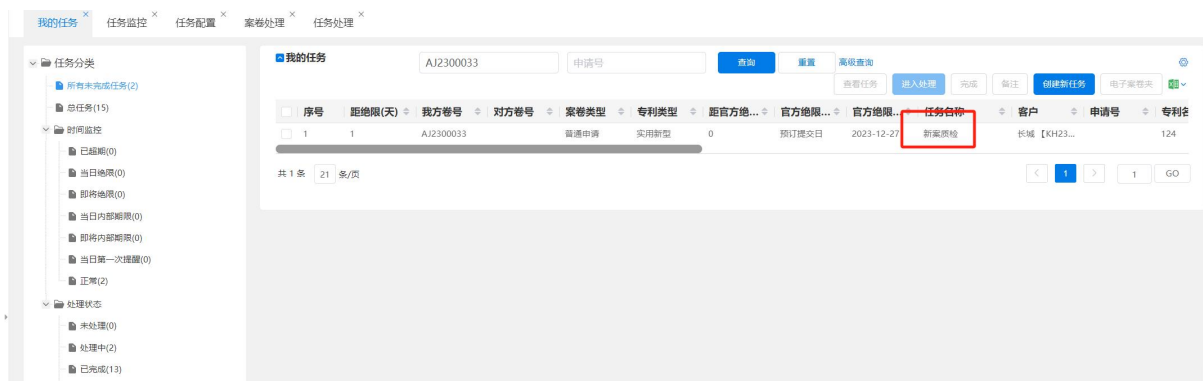 我的任务 × 任务监控 × 任务配置 × 案卷处理 × 任务处理 ×
任务分类
所有未完成任务(2)
总任务(15)
时间监控
已超期(0)
当日绝限(0)
即将绝限(0)
当日内部期限(0)
即将内部期限(0)
当日第一次提醒(0)
正常(2)
处理状态
未处理(0)
处理中(2)
已完成(13)
我的任务 AJ2300033 申请号 查询 重置 高级查询
查看任务 进入处理 完成 备注 创建新任务 电子案卷夹
序号 距绝限(天) 我方卷号 对方卷号 案卷类型 专利类型 距官方绝... 官方绝限... 官方绝限... 任务名称 客户 申请号 专利名
1 1 AJ2300033 普通申请 实用新型 0 预订提交日 2023-12-27 新案质检 长城 【KH23... 124
共 1 条 21 条/页 < 1 > 1 GO